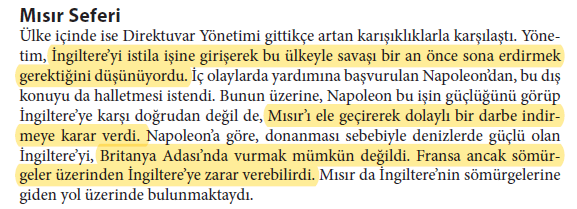 Mısır Seferi
Ülke içinde ise Direktuvar Yönetimi gittikçe artan karışıklıklarla karşılaştı. Yöne-
tim, İngiltere’yi istila işine girişerek bu ülkeyle savaşı bir an önce sona erdirmek
gerektiğini düşünüyordu. İç olaylarda yardımına başvurulan Napoleon’dan, bu dış
konuyu da halletmesi istendi. Bunun üzerine, Napoleon bu işin güçlüğünü görüp
İngiltere’ye karşı doğrudan değil de, Mısır’ı ele geçirerek dolaylı bir darbe indir-
meye karar verdi. Napoleon’a göre, donanması sebebiyle denizlerde güçlü olan
İngiltere’yi, Britanya Adası’nda vurmak mümkün değildi. Fransa ancak sömür-
geler üzerinden İngiltere’ye zarar verebilirdi. Mısır da İngiltere’nin sömürgelerine
giden yol üzerinde bulunmaktaydı.